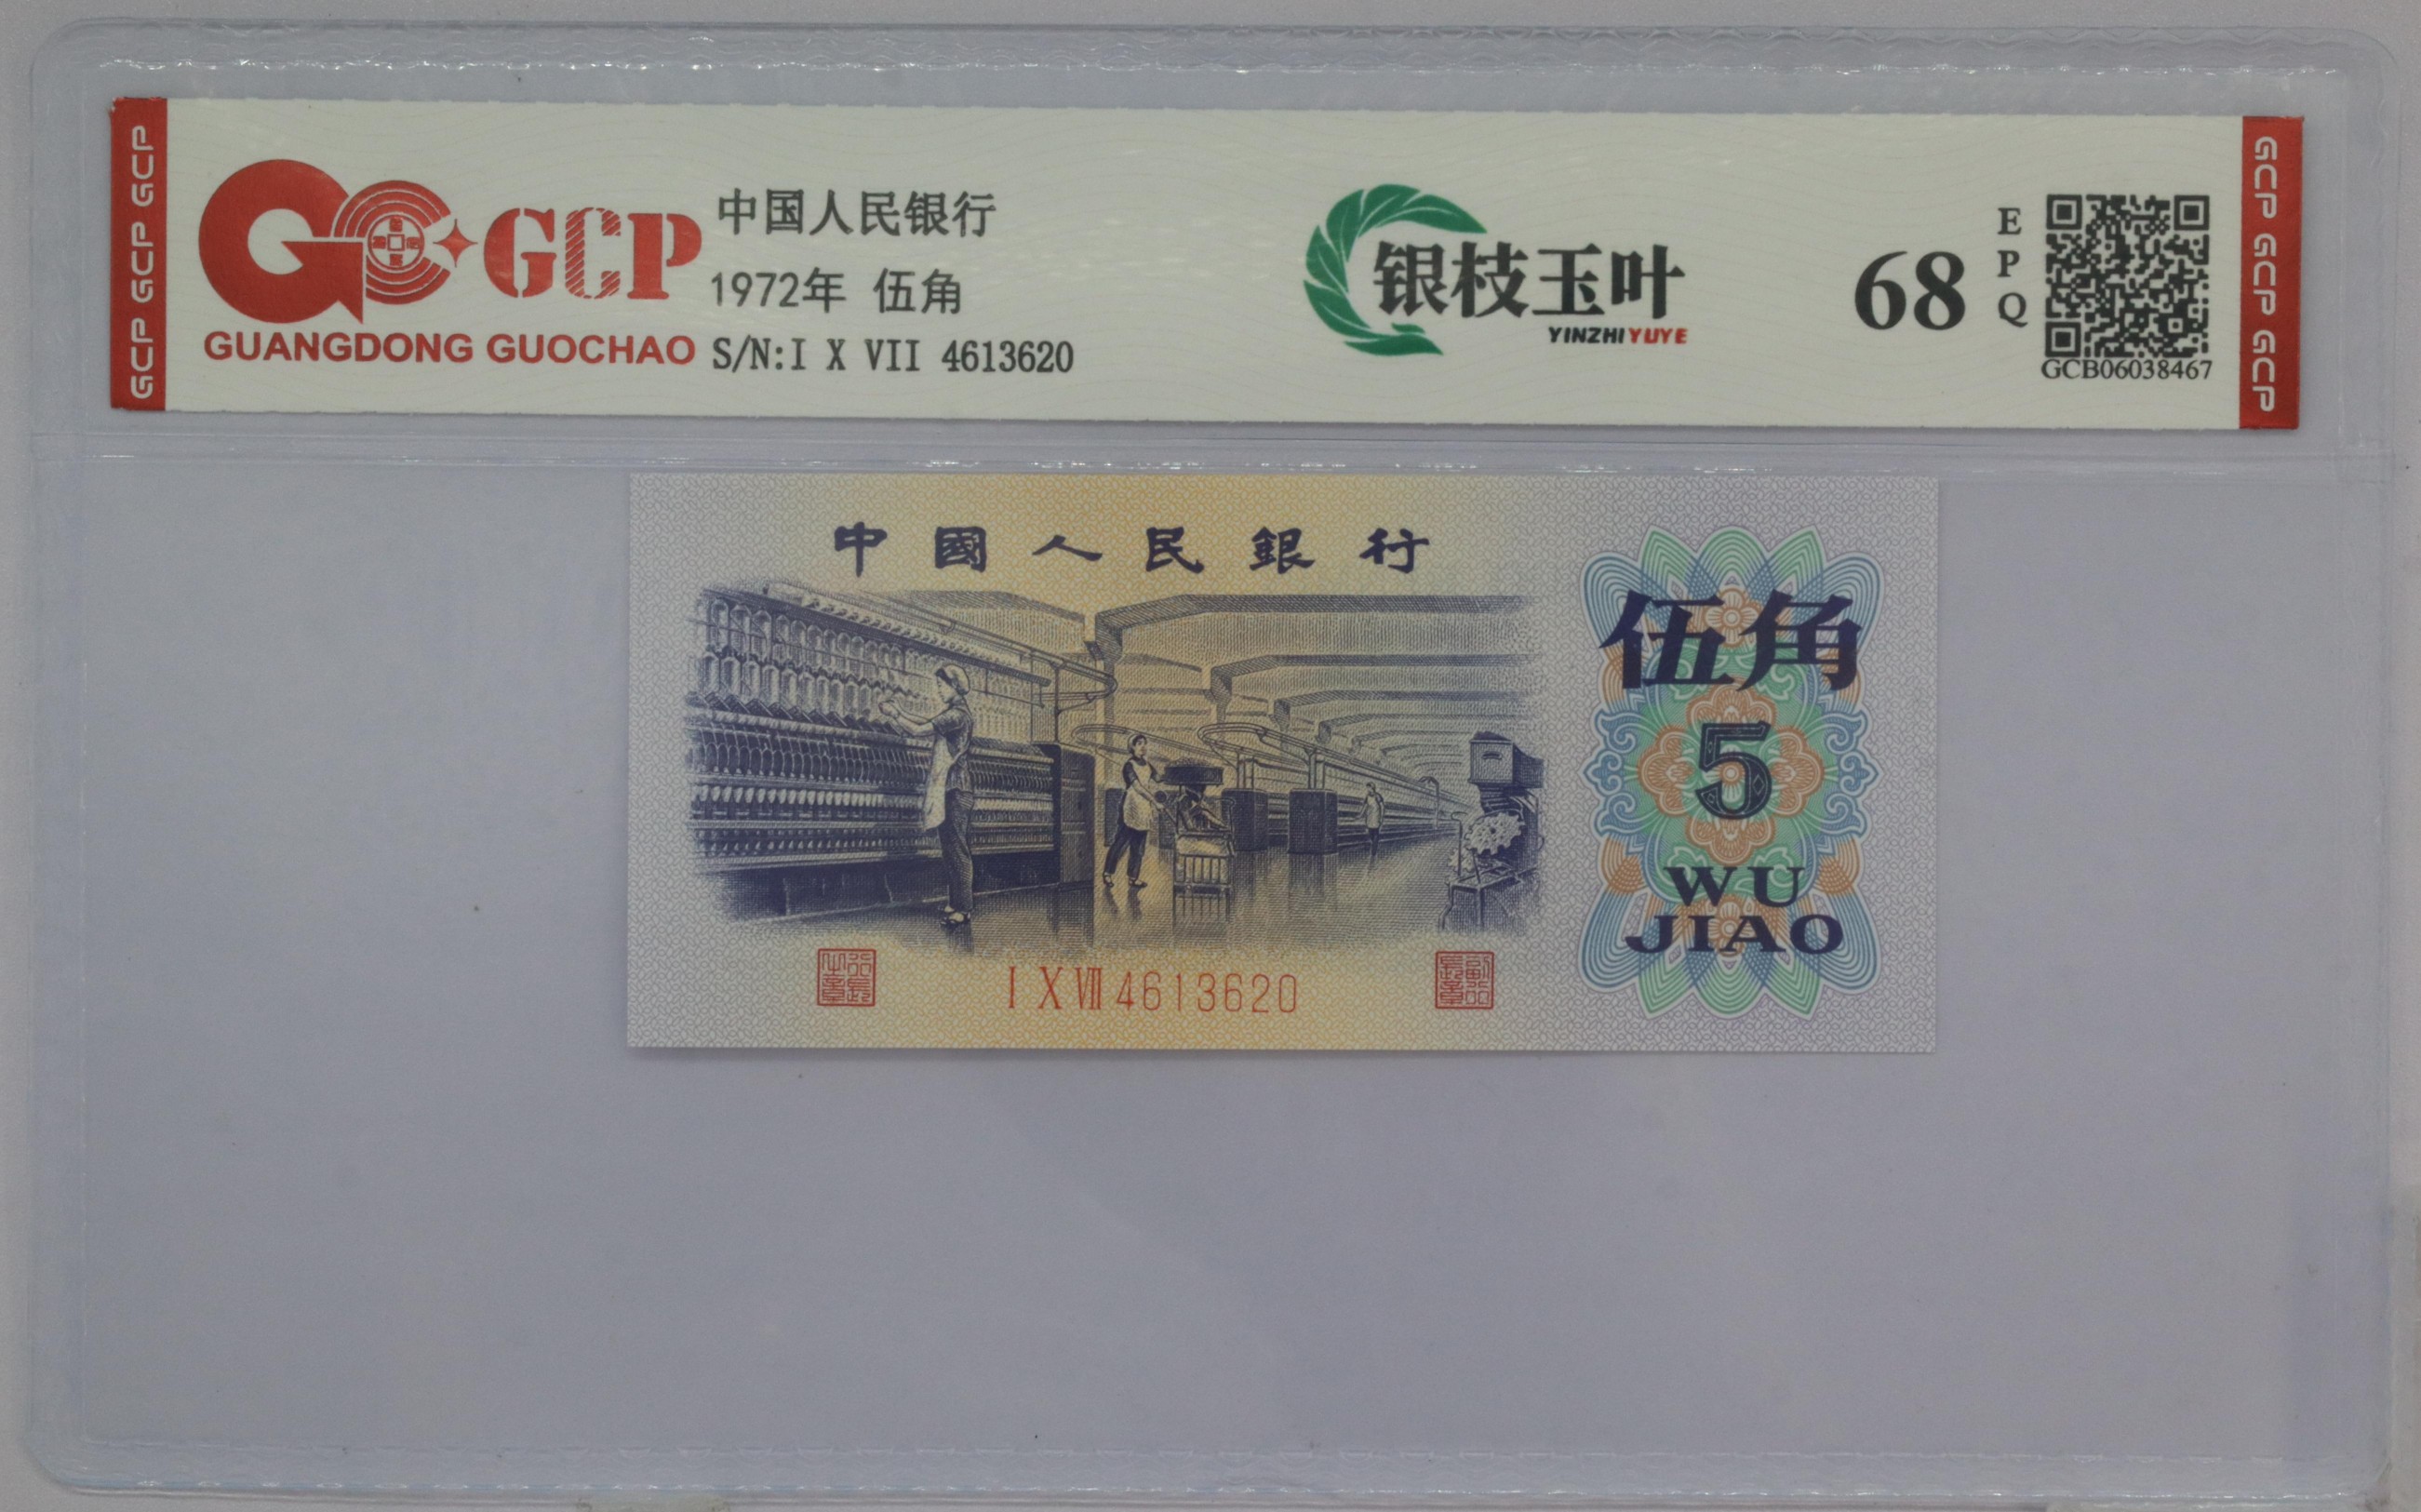 GCP GCP GCP
GCP
GUANGDONG GUOCHAO
中国人民银行
1972年 伍角
S/N:I X VII 4613620
银枝玉叶
YINZHIYUYE
68
EPQ
GCB06038467
GCP GCP GCP
中國人民銀行
伍角
5
WU
JIAO
I X VII 4613620